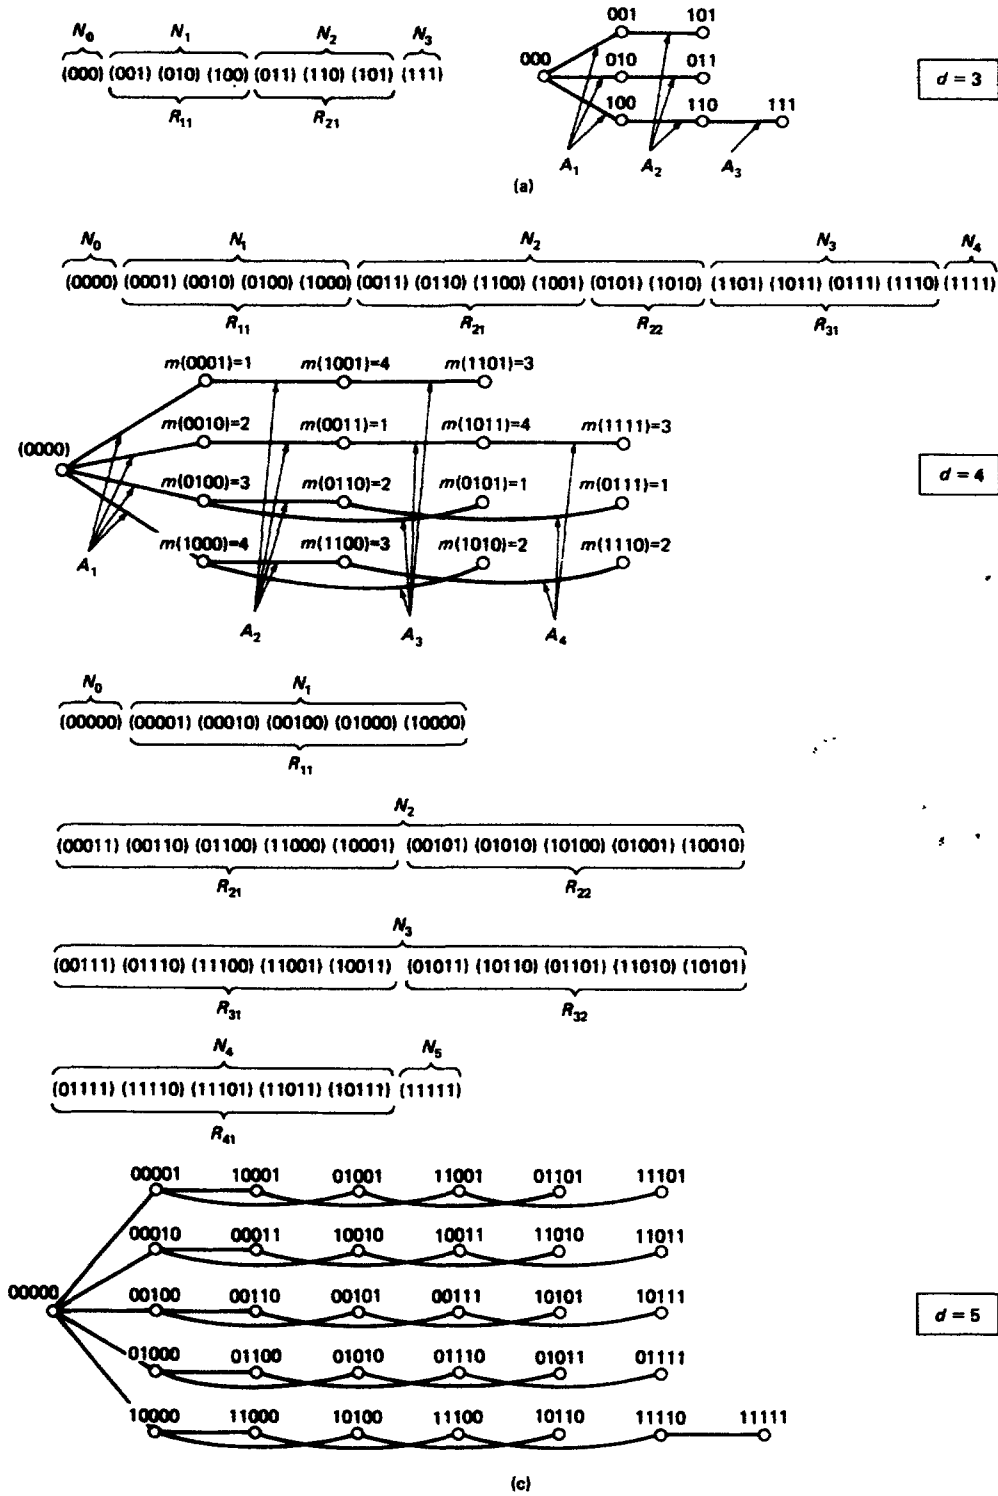 N0 N1 N2 N3
(000) (001) (010) (100) (011) (110) (101) (111)
R11 R21
001 101
000 010 011
100 110 111
A1 A2 A3
d = 3
(a)
N0 N1 N2 N3 N4
(0000) (0001) (0010) (0100) (1000) (0011) (0110) (1100) (1001) (0101) (1010) (1101) (1011) (0111) (1110) (1111)
R11 R21 R22 R31
m(0001)=1 m(1001)=4 m(1101)=3
m(0010)=2 m(0011)=1 m(1011)=4 m(1111)=3
(0000)
m(0100)=3 m(0110)=2 m(0101)=1 m(0111)=1
m(1000)=4 m(1100)=3 m(1010)=2 m(1110)=2
A1 A2 A3 A4
d = 4
N0 N1
(00000) (00001) (00010) (00100) (01000) (10000)
R11
N2
(00011) (00110) (01100) (11000) (10001) (00101) (01010) (10100) (01001) (10010)
R21 R22
N3
(00111) (01110) (11100) (11001) (10011) (01011) (10110) (01101) (11010) (10101)
R31 R32
N4 N5
(01111) (11110) (11101) (11011) (10111) (11111)
R41
00001 10001 01001 11001 01101 11101
00010 00011 10010 10011 11010 11011
00000
00100 00110 00101 00111 10101 10111
01000 01100 01010 01110 01011 01111
10000 11000 10100 11100 10110 11110 11111
d = 5
(c)